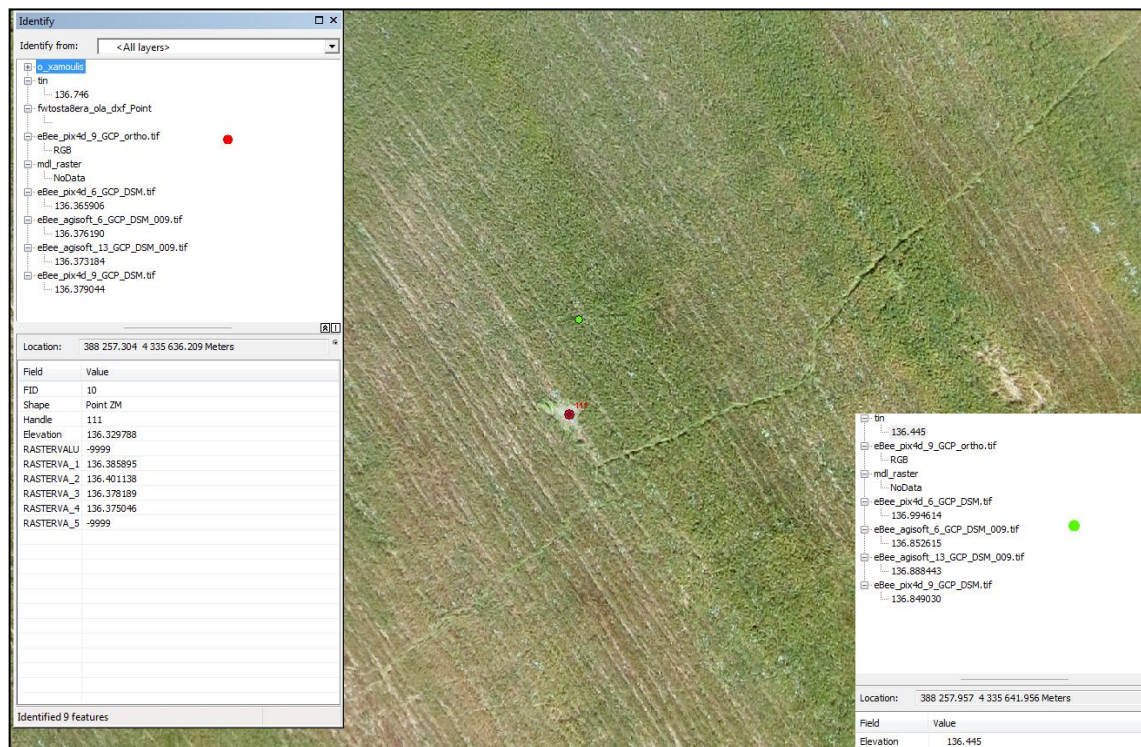 Identify
Identify from: <All layers>
o_xamoulis
tin
136.746
fwtosta8era_ola_dxf_Point
eBee_pix4d_9_GCP_ortho.tif
RGB
mdl_raster
NoData
eBee_pix4d_6_GCP_DSM.tif
136.365906
eBee_agisoft_6_GCP_DSM_009.tif
136.376190
eBee_agisoft_13_GCP_DSM_009.tif
136.373184
eBee_pix4d_9_GCP_DSM.tif
136.379044
Location: 388 257.304 4 335 636.209 Meters
Field Value
FID 10
Shape Point ZM
Handle 111
Elevation 136.329788
RASTERVALU -9999
RASTERVA_1 136.385895
RASTERVA_2 136.401138
RASTERVA_3 136.378189
RASTERVA_4 136.375046
RASTERVA_5 -9999
Identified 9 features
111
tin
136.445
eBee_pix4d_9_GCP_ortho.tif
RGB
mdl_raster
NoData
eBee_pix4d_6_GCP_DSM.tif
136.994614
eBee_agisoft_6_GCP_DSM_009.tif
136.852615
eBee_agisoft_13_GCP_DSM_009.tif
136.888443
eBee_pix4d_9_GCP_DSM.tif
136.849030
Location: 388 257.957 4 335 641.956 Meters
Field Value
Elevation 136.445